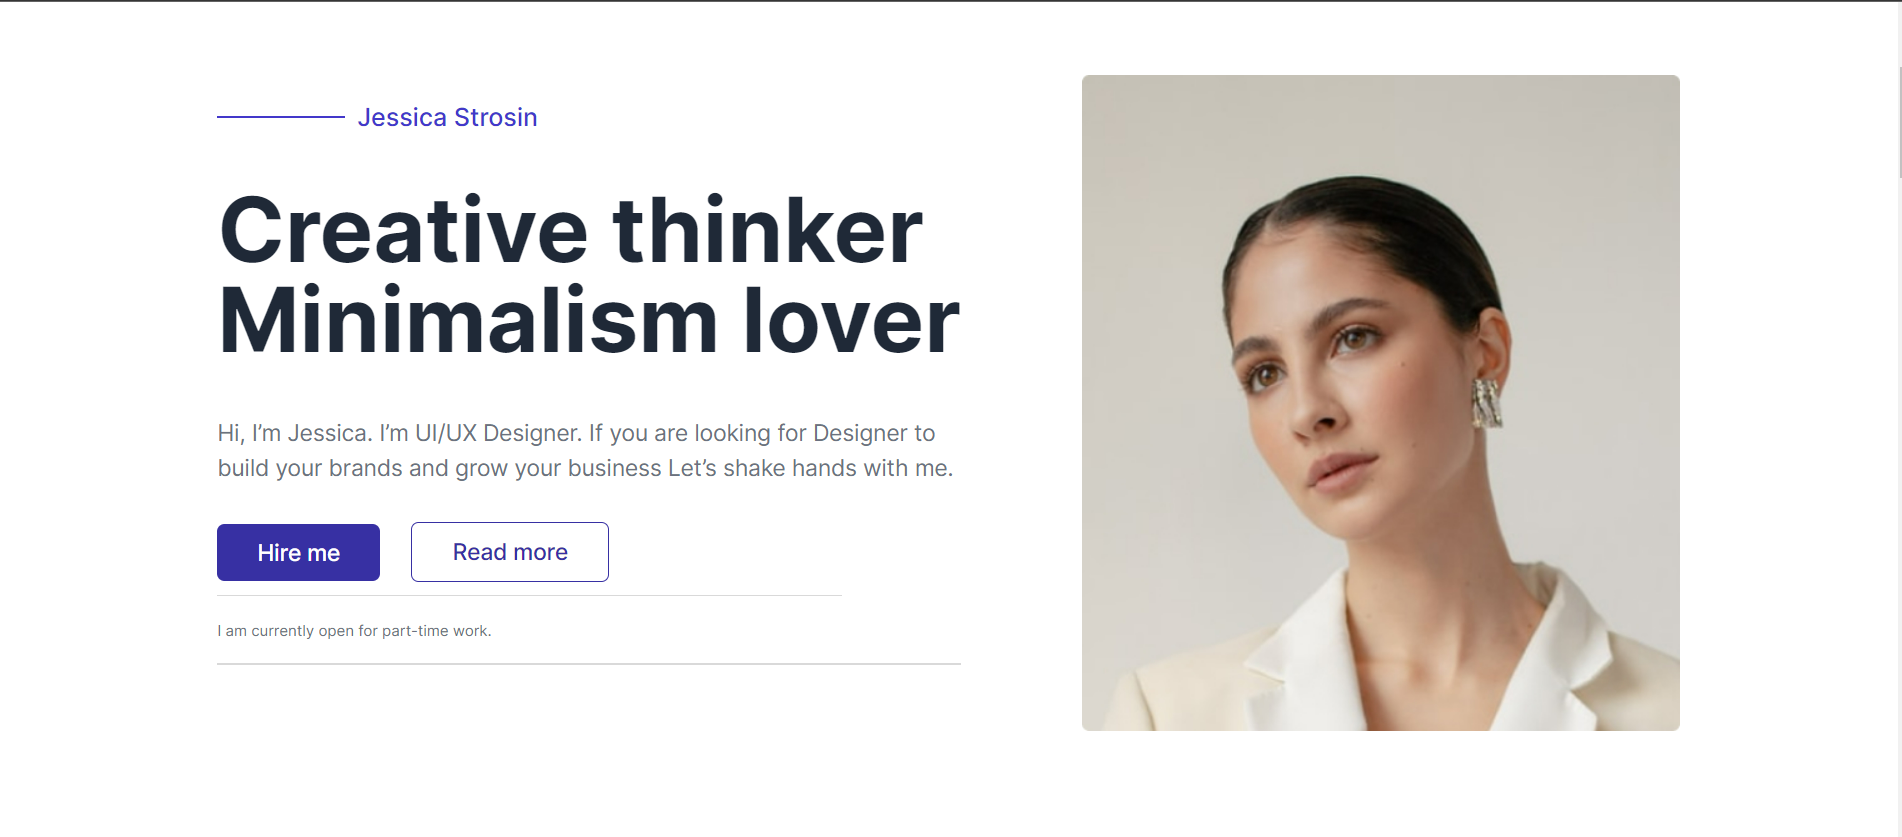 Jessica Strosin
Creative thinker
Minimalism lover
Hi, I’m Jessica. I’m UI/UX Designer. If you are looking for Designer to
build your brands and grow your business Let’s shake hands with me.
Hire me
Read more
I am currently open for part-time work.